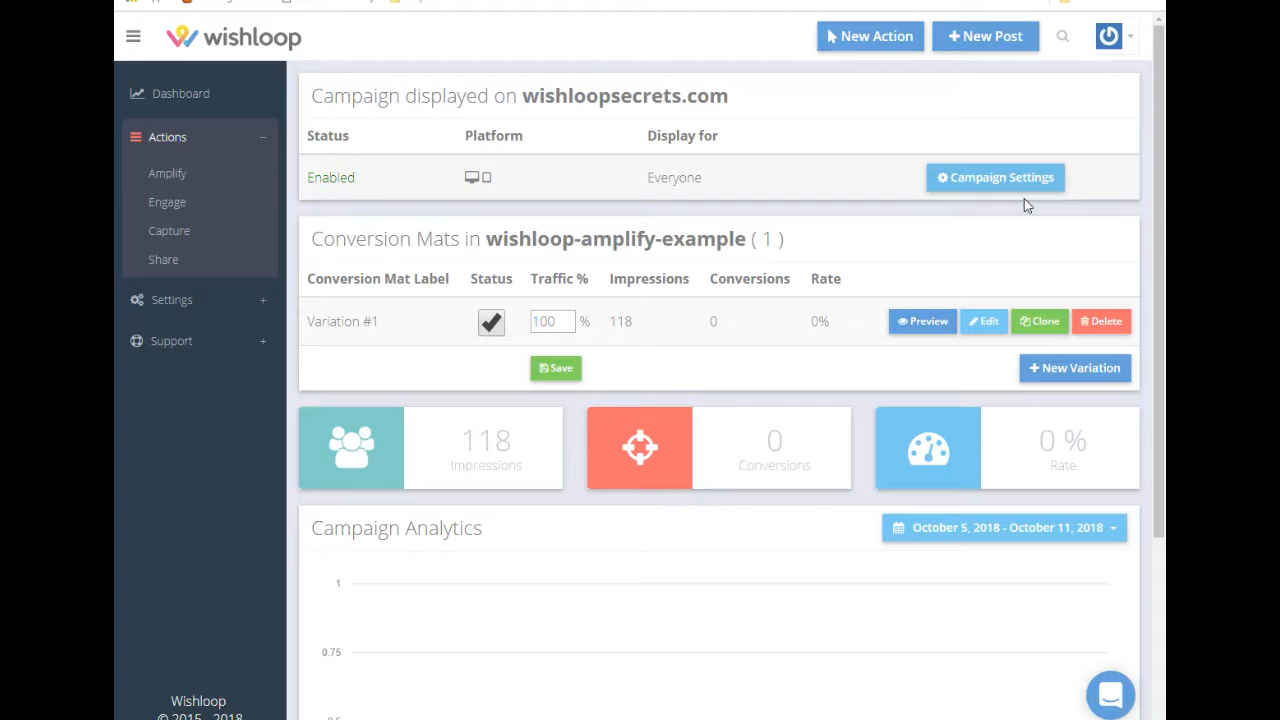 wishloop
New Action
New Post
Dashboard
Actions
Amplify
Engage
Capture
Share
Settings
Support
Wishloop
© 2015 - 2018
Campaign displayed on wishloopsecrets.com
Status Platform Display for
Enabled Everyone Campaign Settings
Conversion Mats in wishloop-amplify-example ( 1 )
Conversion Mat Label Status Traffic % Impressions Conversions Rate
Variation #1 100 % 118 0 0% Preview Edit Clone Delete
Save New Variation
118
Impressions
0
Conversions
0 %
Rate
Campaign Analytics
October 5, 2018 - October 11, 2018
1
0.75